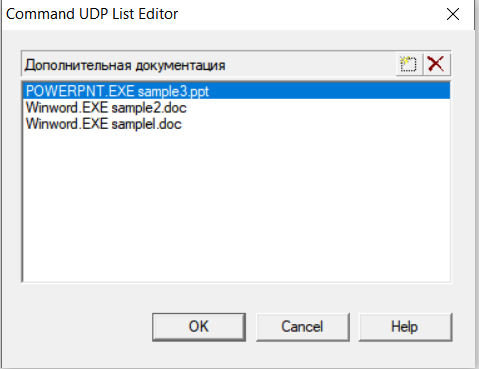 Command UDP List Editor
Дополнительная документация
POWERPNT.EXE sample3.ppt
Winword.EXE sample2.doc
Winword.EXE samplel.doc
OK
Cancel
Help